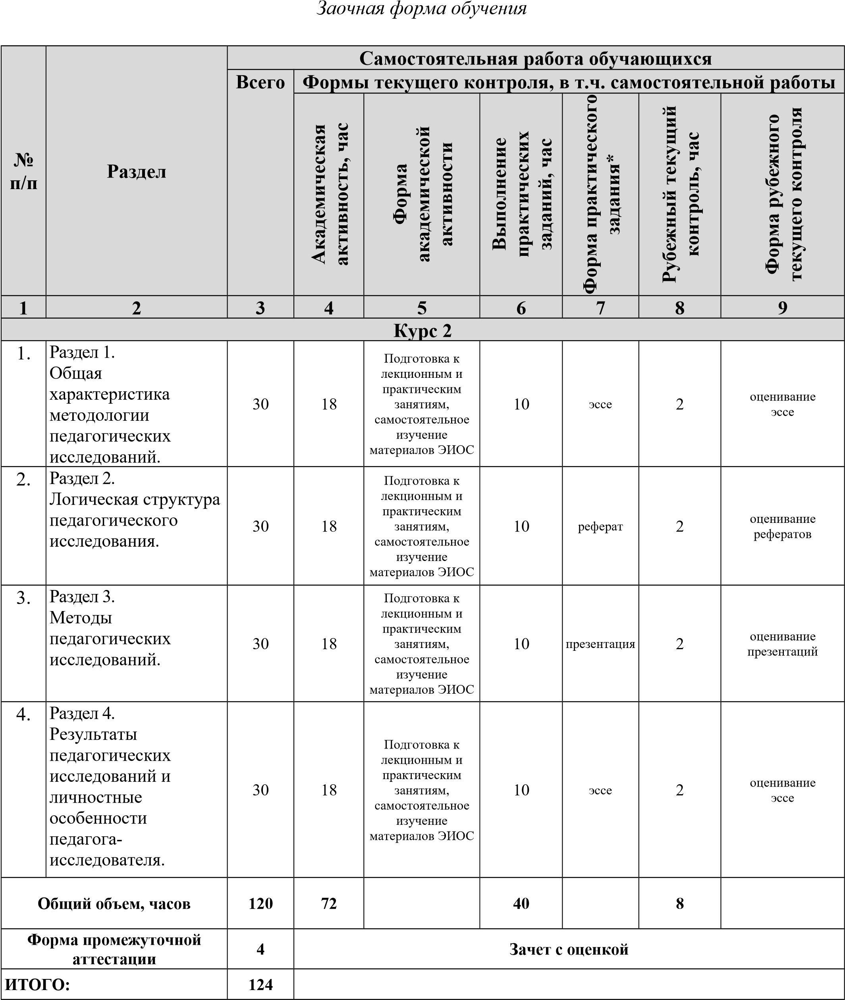 Заочная форма обучения
Самостоятельная работа обучающихся
Всего
Формы текущего контроля, в т.ч. самостоятельной работы
№
п/п
Раздел
Академическая
активность, час
Форма
академической
активности
Выполнение
практических
заданий, час
Форма практического
задания*
Рубежный текущий
контроль, час
Форма рубежного
текущего контроля
1 2 3 4 5 6 7 8 9
Курс 2
1.
Раздел 1.
Общая
характеристика
методологии
педагогических
исследований.
30
18
Подготовка к
лекционным и
практическим
занятиям,
самостоятельное
изучение
материалов ЭИОС
10
эссе
2
оценивание
эссе
2.
Раздел 2.
Логическая структура
педагогического
исследования.
30
18
Подготовка к
лекционным и
практическим
занятиям,
самостоятельное
изучение
материалов ЭИОС
10
реферат
2
оценивание
рефератов
3.
Раздел 3.
Методы
педагогических
исследований.
30
18
Подготовка к
лекционным и
практическим
занятиям,
самостоятельное
изучение
материалов ЭИОС
10
презентация
2
оценивание
презентаций
4.
Раздел 4.
Результаты
педагогических
исследований и
личностные
особенности
педагога-
исследователя.
30
18
Подготовка к
лекционным и
практическим
занятиям,
самостоятельное
изучение
материалов ЭИОС
10
эссе
2
оценивание
эссе
Общий объем, часов 120 72 40 8
Форма промежуточной
аттестации
4
Зачет с оценкой
ИТОГО: 124